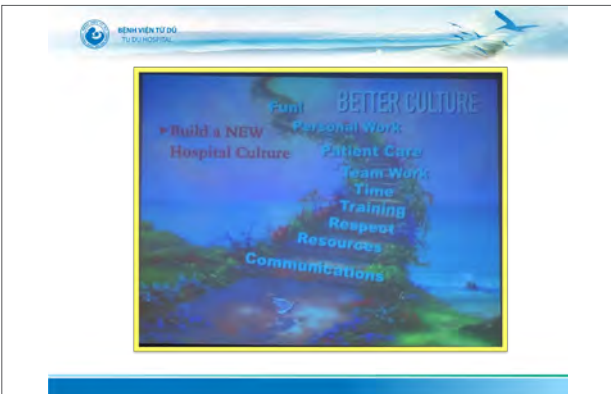 BỆNH VIỆN TỪ DŨ
TU DU HOSPITAL
BETTER CULTURE
Fun!
Personal Work
▸Build a NEW
Hospital Culture
Patient Care
Team Work
Time
Training
Respect
Resources
Communications